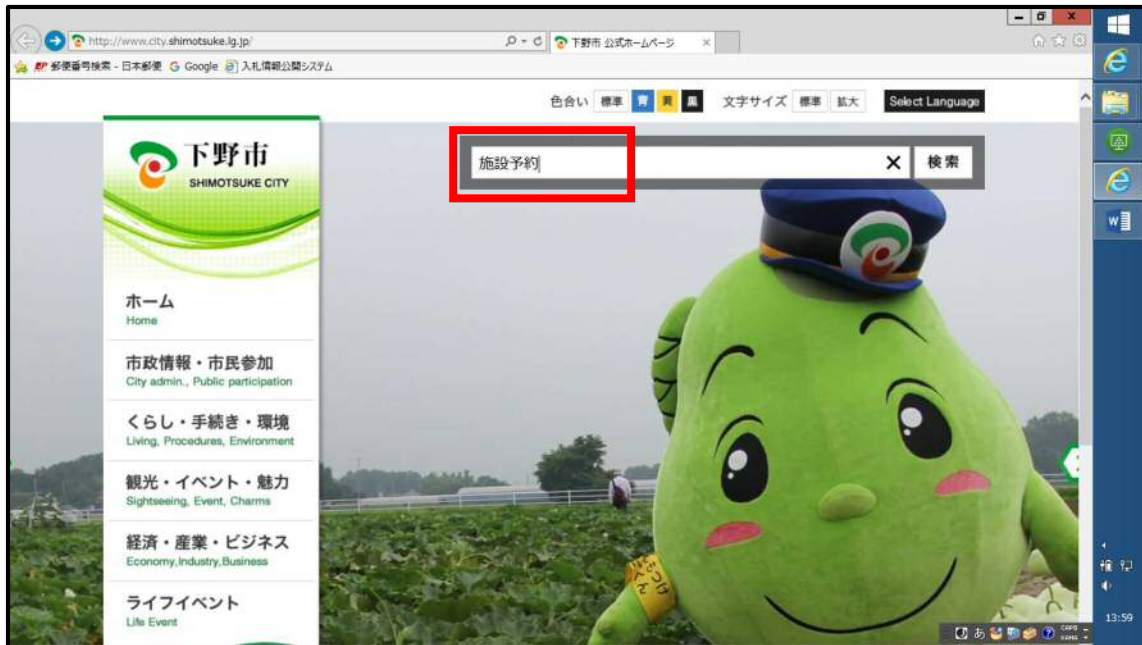 http://www.city.shimotsuke.lg.jp/
下野市 公式ホームページ
郵便番号検索 - 日本郵便
Google
入札情報公開システム
色合い 標準 青 黄 黒 文字サイズ 標準 拡大 Select Language
施設予約
検索
下野市
SHIMOTSUKE CITY
ホーム
Home
市政情報・市民参加
City admin., Public participation
くらし・手続き・環境
Living, Procedures, Environment
観光・イベント・魅力
Sightseeing, Event, Charms
経済・産業・ビジネス
Economy,Industry,Business
ライフイベント
Life Event
あ
CAPS
KANA
13:59